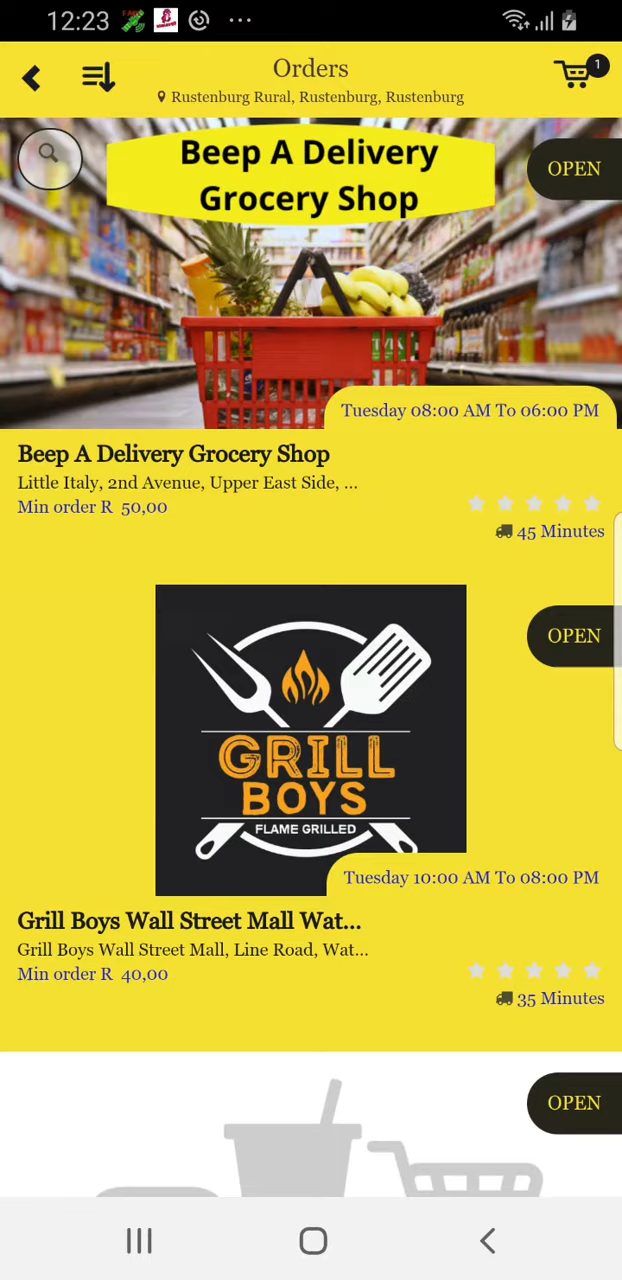 12:23
Orders
1
Rustenburg Rural, Rustenburg, Rustenburg
Beep A Delivery
Grocery Shop
OPEN
Tuesday 08:00 AM To 06:00 PM
Beep A Delivery Grocery Shop
Little Italy, 2nd Avenue, Upper East Side, ...
Min order R 50,00
45 Minutes
OPEN
GRILL
BOYS
FLAME GRILLED
Tuesday 10:00 AM To 08:00 PM
Grill Boys Wall Street Mall Wat...
Grill Boys Wall Street Mall, Line Road, Wat...
Min order R 40,00
35 Minutes
OPEN